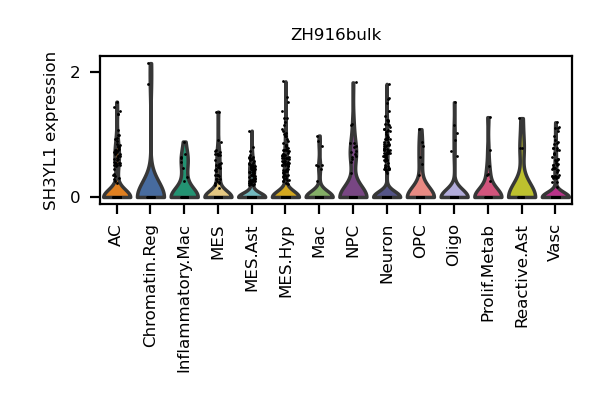 ZH916bulk
SH3YL1 expression
2
0
AC
Chromatin.Reg
Inflammatory.Mac
MES
MES.Ast
MES.Hyp
Mac
NPC
Neuron
OPC
Oligo
Prolif.Metab
Reactive.Ast
Vasc